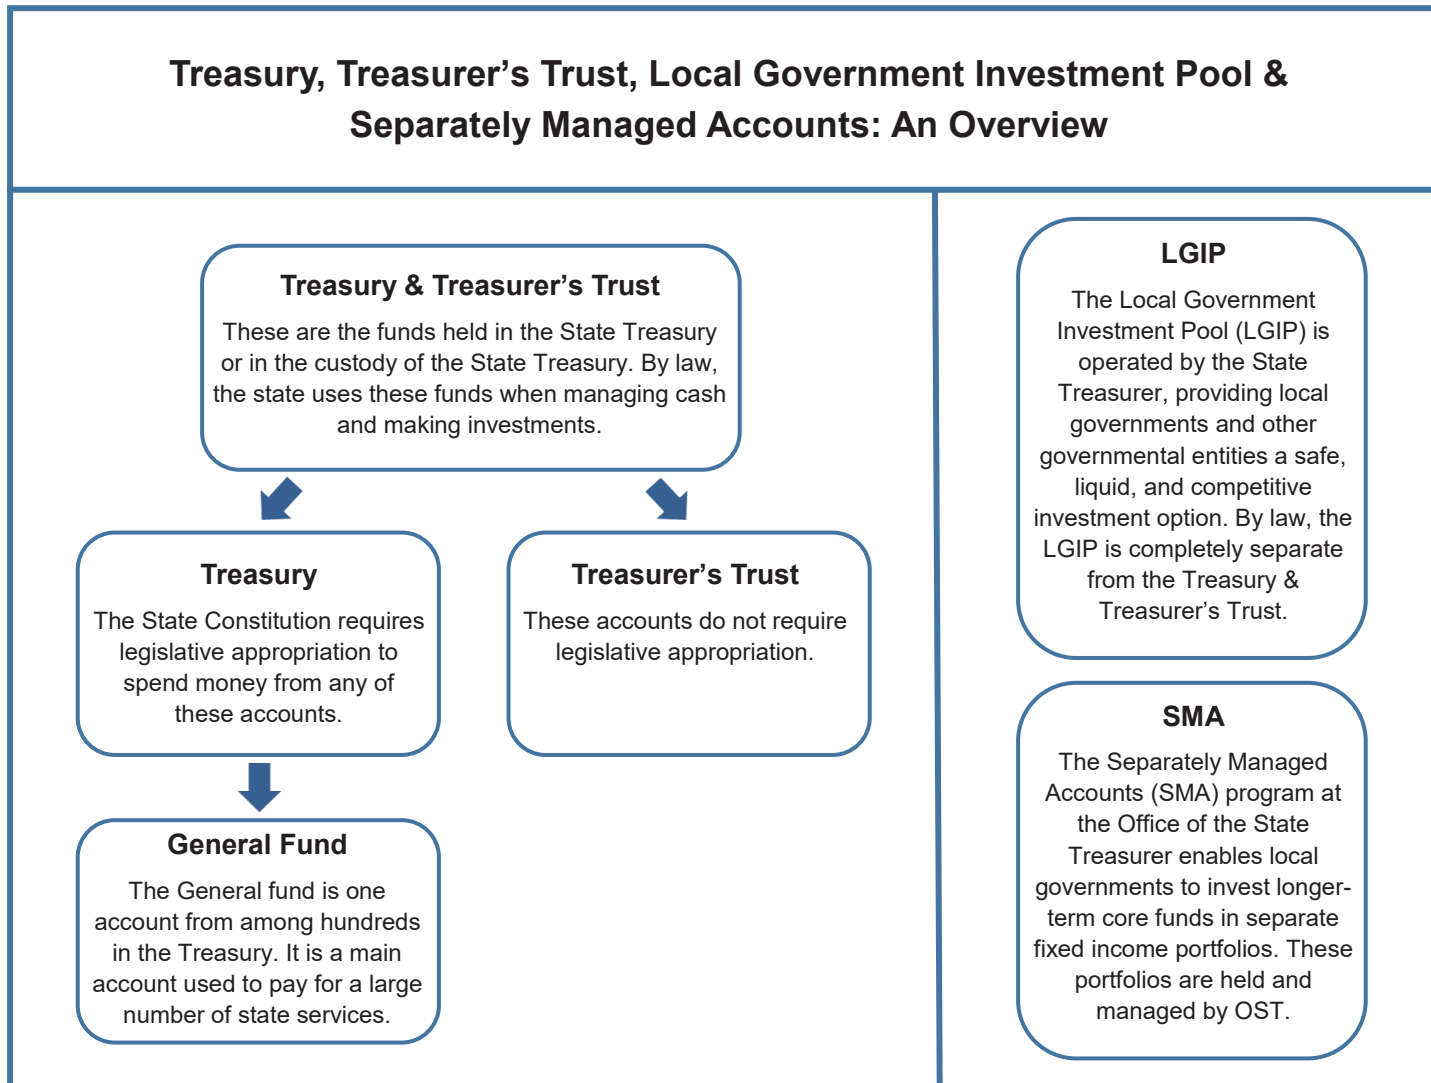 Treasury, Treasurer’s Trust, Local Government Investment Pool &
Separately Managed Accounts: An Overview
Treasury & Treasurer’s Trust
These are the funds held in the State Treasury
or in the custody of the State Treasury. By law,
the state uses these funds when managing cash
and making investments.
Treasury
The State Constitution requires
legislative appropriation to
spend money from any of
these accounts.
Treasurer’s Trust
These accounts do not require
legislative appropriation.
General Fund
The General fund is one
account from among hundreds
in the Treasury. It is a main
account used to pay for a large
number of state services.
LGIP
The Local Government
Investment Pool (LGIP) is
operated by the State
Treasurer, providing local
governments and other
governmental entities a safe,
liquid, and competitive
investment option. By law, the
LGIP is completely separate
from the Treasury &
Treasurer’s Trust.
SMA
The Separately Managed
Accounts (SMA) program at
the Office of the State
Treasurer enables local
governments to invest longer-
term core funds in separate
fixed income portfolios. These
portfolios are held and
managed by OST.